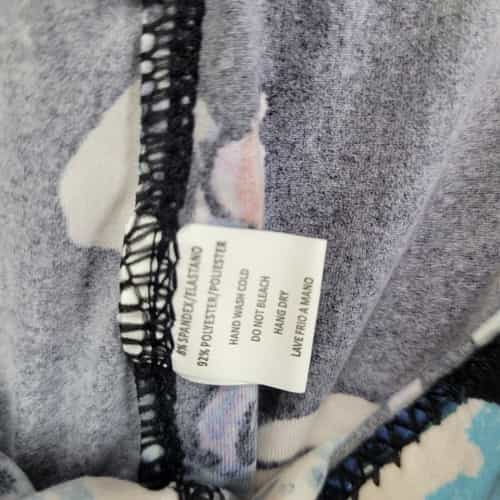 8% SPANDEX/ELASTANO
92% POLYESTER/POLIESTER
HAND WASH COLD
DO NOT BLEACH
HANG DRY
LAVE FRIO A MANO